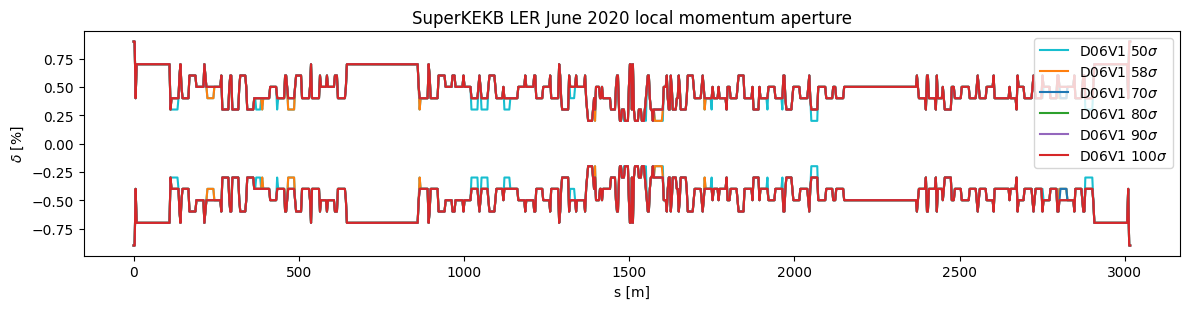 SuperKEKB LER June 2020 local momentum aperture
δ [%]
0.75
0.50
0.25
0.00
−0.25
−0.50
−0.75
D06V1 50σ
D06V1 58σ
D06V1 70σ
D06V1 80σ
D06V1 90σ
D06V1 100σ
0 500 1000 1500 2000 2500 3000
s [m]